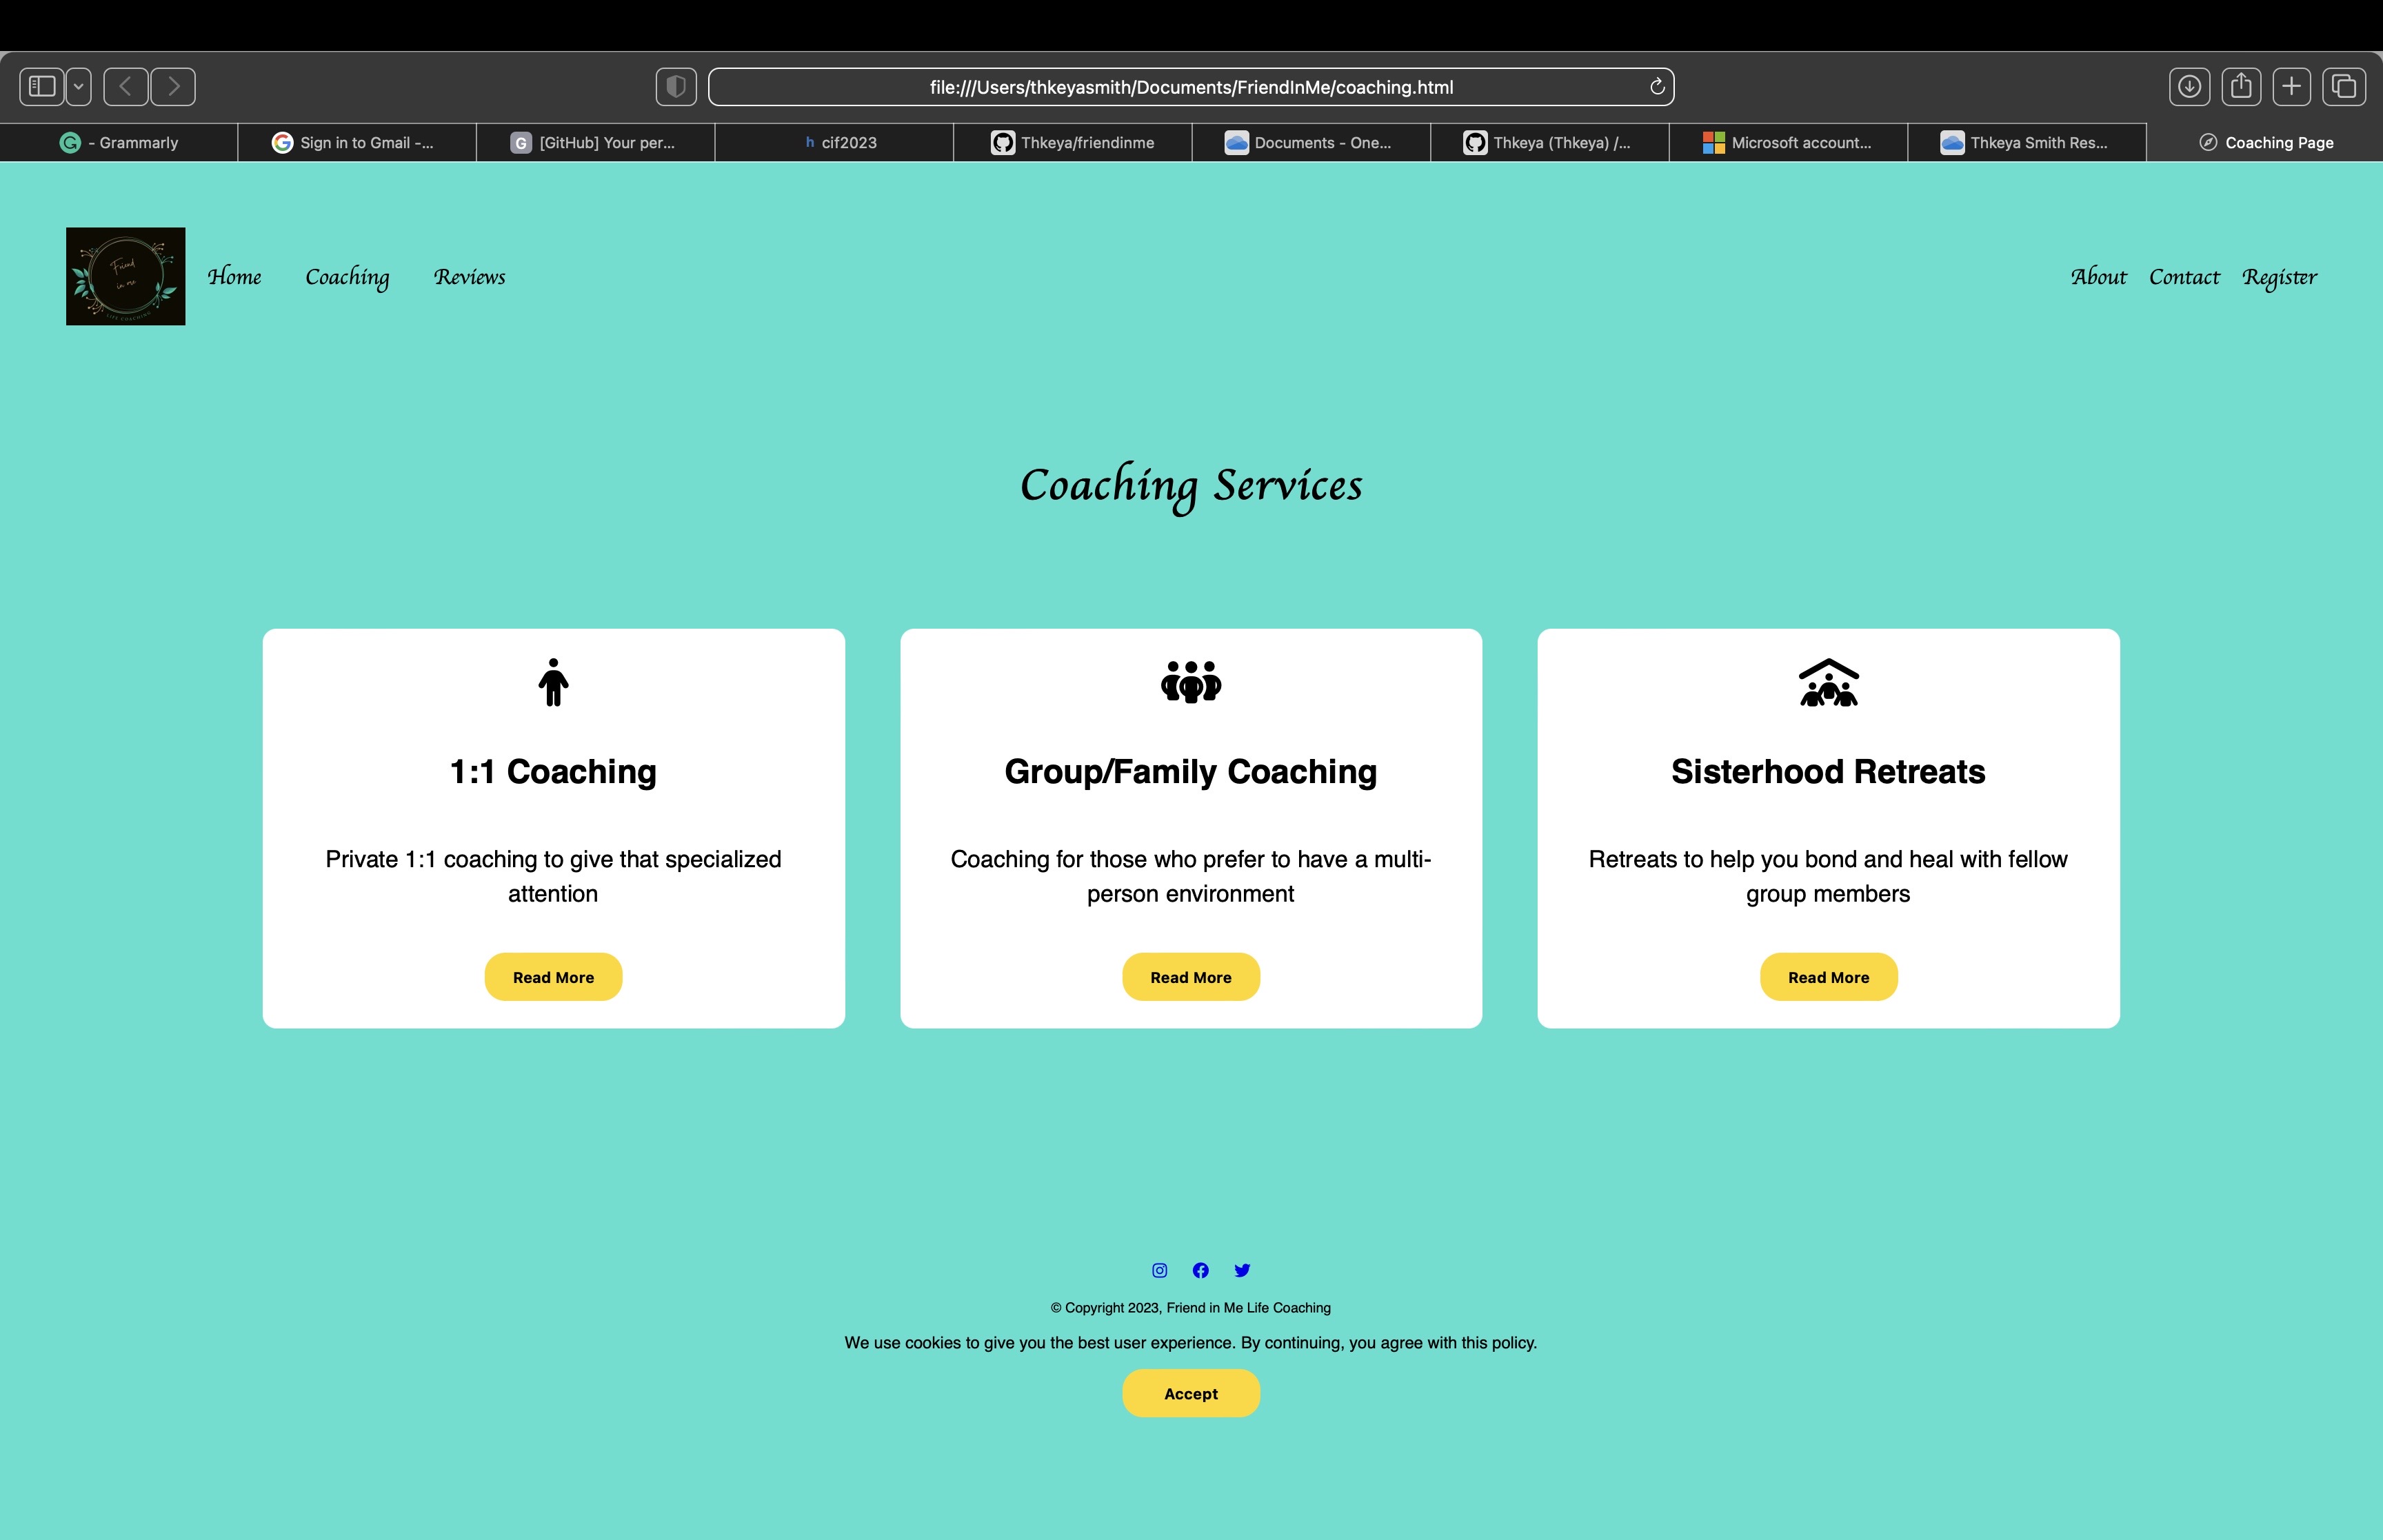 file:///Users/thkeyasmith/Documents/FriendInMe/coaching.html
- Grammarly
Sign in to Gmail -...
G [GitHub] Your per...
h cif2023
Thkeya/friendinme
Documents - One...
Thkeya (Thkeya) /...
Microsoft account...
Thkeya Smith Res...
Coaching Page
Friend
in me
LIFE COACHING
Home
Coaching
Reviews
About
Contact
Register
Coaching Services
1:1 Coaching
Private 1:1 coaching to give that specialized
attention
Read More
Group/Family Coaching
Coaching for those who prefer to have a multi-
person environment
Read More
Sisterhood Retreats
Retreats to help you bond and heal with fellow
group members
Read More
© Copyright 2023, Friend in Me Life Coaching
We use cookies to give you the best user experience. By continuing, you agree with this policy.
Accept